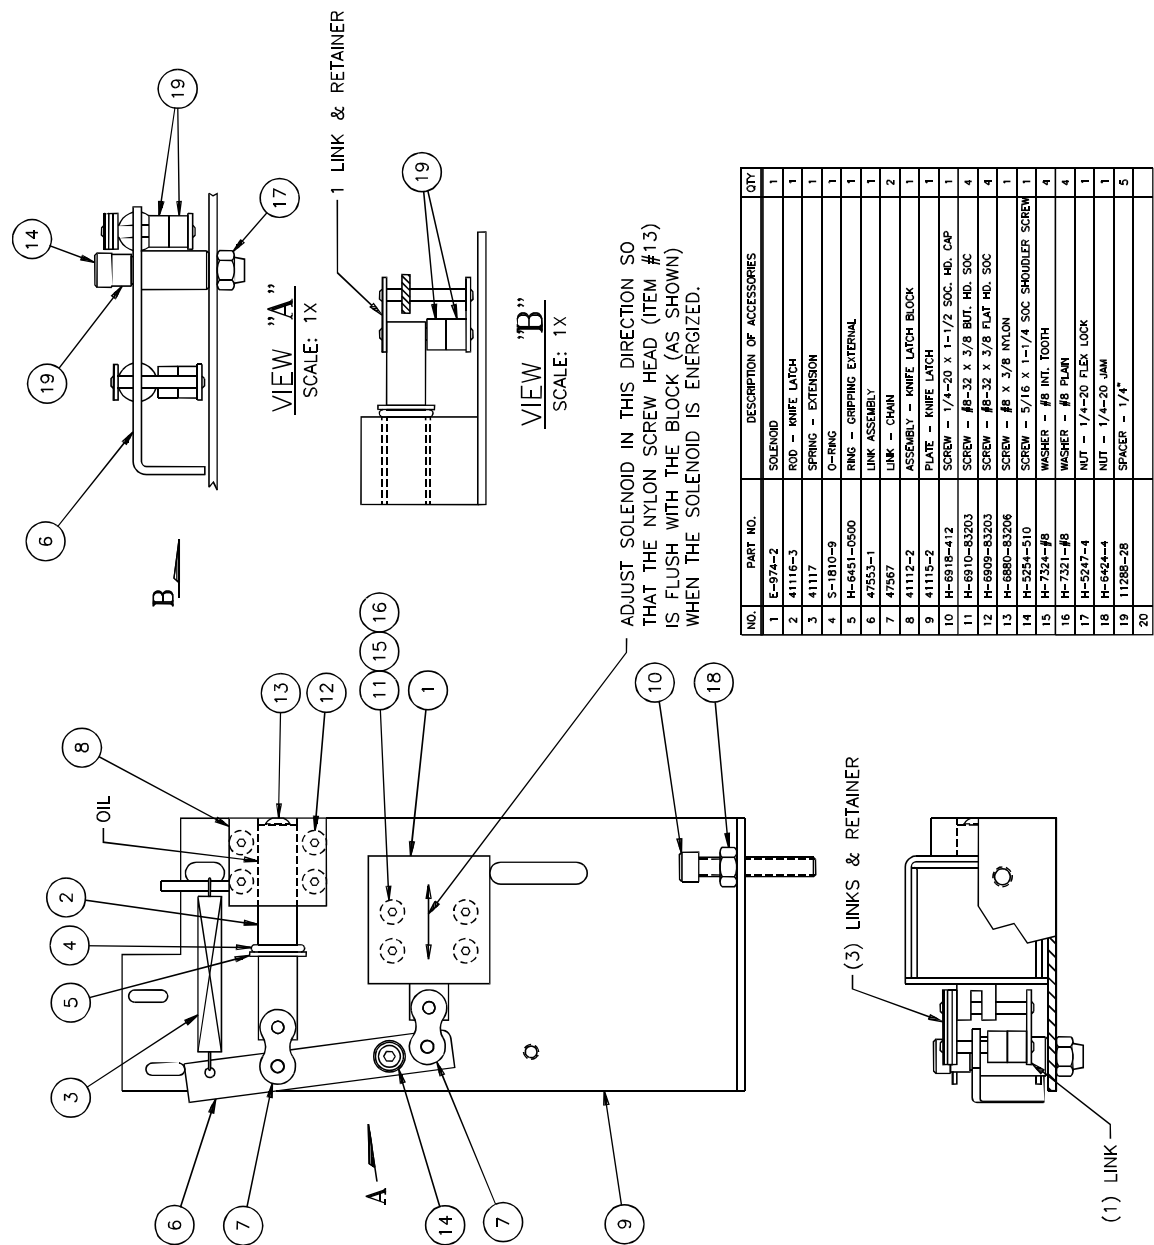 1 LINK & RETAINER
14
19
19
17
19
19
6
VIEW "A"
SCALE: 1X
VIEW "B"
SCALE: 1X
B
ADJUST SOLENOID IN THIS DIRECTION SO
THAT THE NYLON SCREW HEAD (ITEM #13)
IS FLUSH WITH THE BLOCK (AS SHOWN)
WHEN THE SOLENOID IS ENERGIZED.
8
OIL
2
4
5
3
6
7
13
12
11 15 16
1
10
18
14
7
9
A
(3) LINKS & RETAINER
(1) LINK
NO. PART NO. DESCRIPTION OF ACCESSORIES QTY
1 E-974-2 SOLENOID 1
2 41116-3 ROD - KNIFE LATCH 1
3 41117 SPRING - EXTENSION 1
4 S-1810-9 O-RING 1
5 H-6451-0500 RING - GRIPPING EXTERNAL 1
6 47553-1 LINK ASSEMBLY 1
7 47567 LINK - CHAIN 2
8 41112-2 ASSEMBLY - KNIFE LATCH BLOCK 1
9 41115-2 PLATE - KNIFE LATCH 1
10 H-6918-412 SCREW - 1/4-20 X 1-1/2 SOC. HD. CAP 1
11 H-6910-83203 SCREW - #8-32 X 3/8 BUT. HD. SOC 4
12 H-6909-83203 SCREW - #8-32 X 3/8 FLAT HD. SOC 4
13 H-6880-83206 SCREW - #8 X 3/8 NYLON 1
14 H-5254-510 SCREW - 5/16 X 1-1/4 SOC SHOUDLER SCREW 1
15 H-7324-#8 WASHER - #8 INT. TOOTH 4
16 H-7321-#8 WASHER - #8 PLAIN 4
17 H-5247-4 NUT - 1/4-20 FLEX LOCK 1
18 H-6424-4 NUT - 1/4-20 JAM 1
19 11288-28 SPACER - 1/4" 5
20